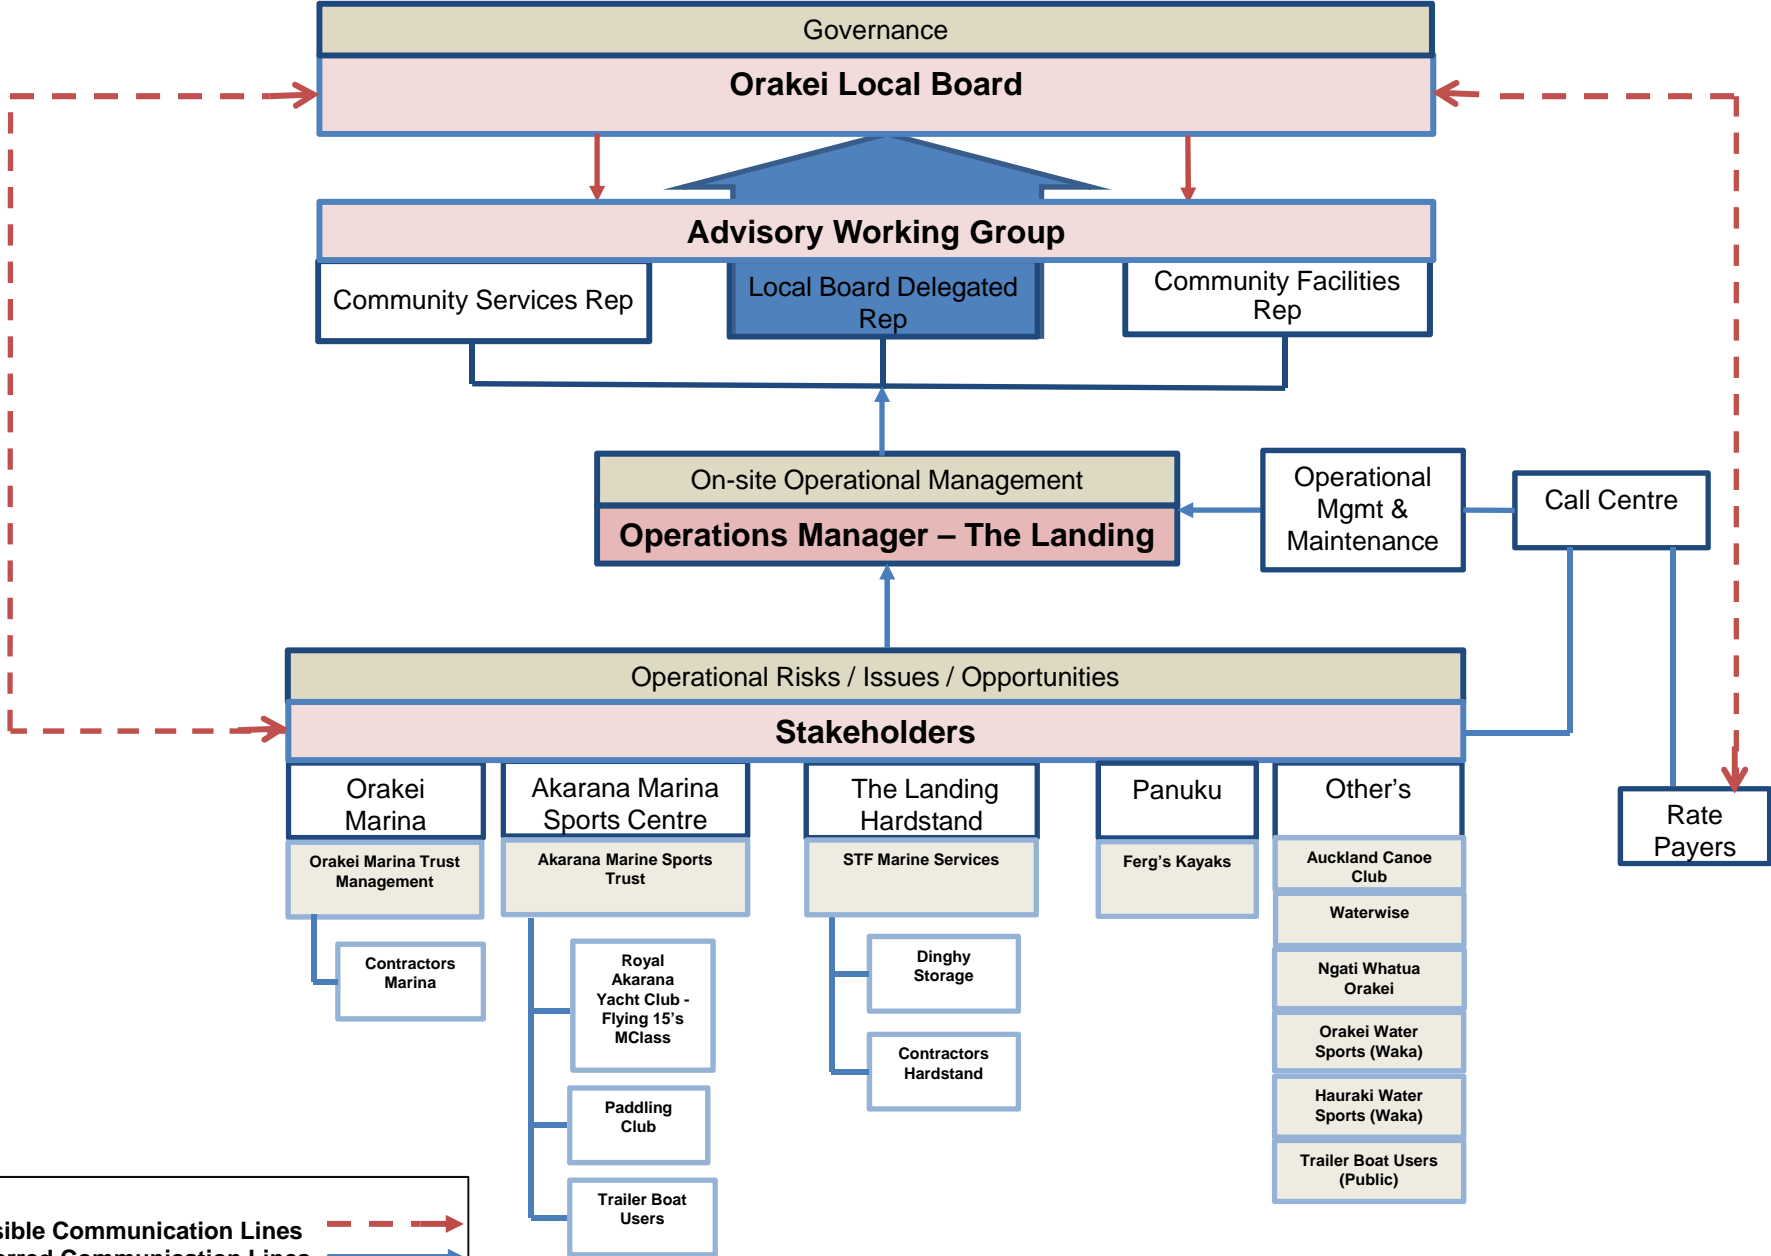 Governance
Orakei Local Board
Advisory Working Group
Community Services Rep
Local Board Delegated
Rep
Community Facilities
Rep
On-site Operational Management
Operations Manager – The Landing
Operational
Mgmt &
Maintenance
Call Centre
Operational Risks / Issues / Opportunities
Stakeholders
Orakei
Marina
Akarana Marina
Sports Centre
The Landing
Hardstand
Panuku
Other's
Rate
Payers
Orakei Marina Trust
Management
Akarana Marine Sports
Trust
STF Marine Services
Ferg's Kayaks
Auckland Canoe
Club
Waterwise
Ngati Whatua
Orakei
Orakei Water
Sports (Waka)
Hauraki Water
Sports (Waka)
Trailer Boat Users
(Public)
Contractors
Marina
Royal
Akarana
Yacht Club -
Flying 15's
MClass
Paddling
Club
Trailer Boat
Users
Dinghy
Storage
Contractors
Hardstand
Communication Lines
Communication Lines